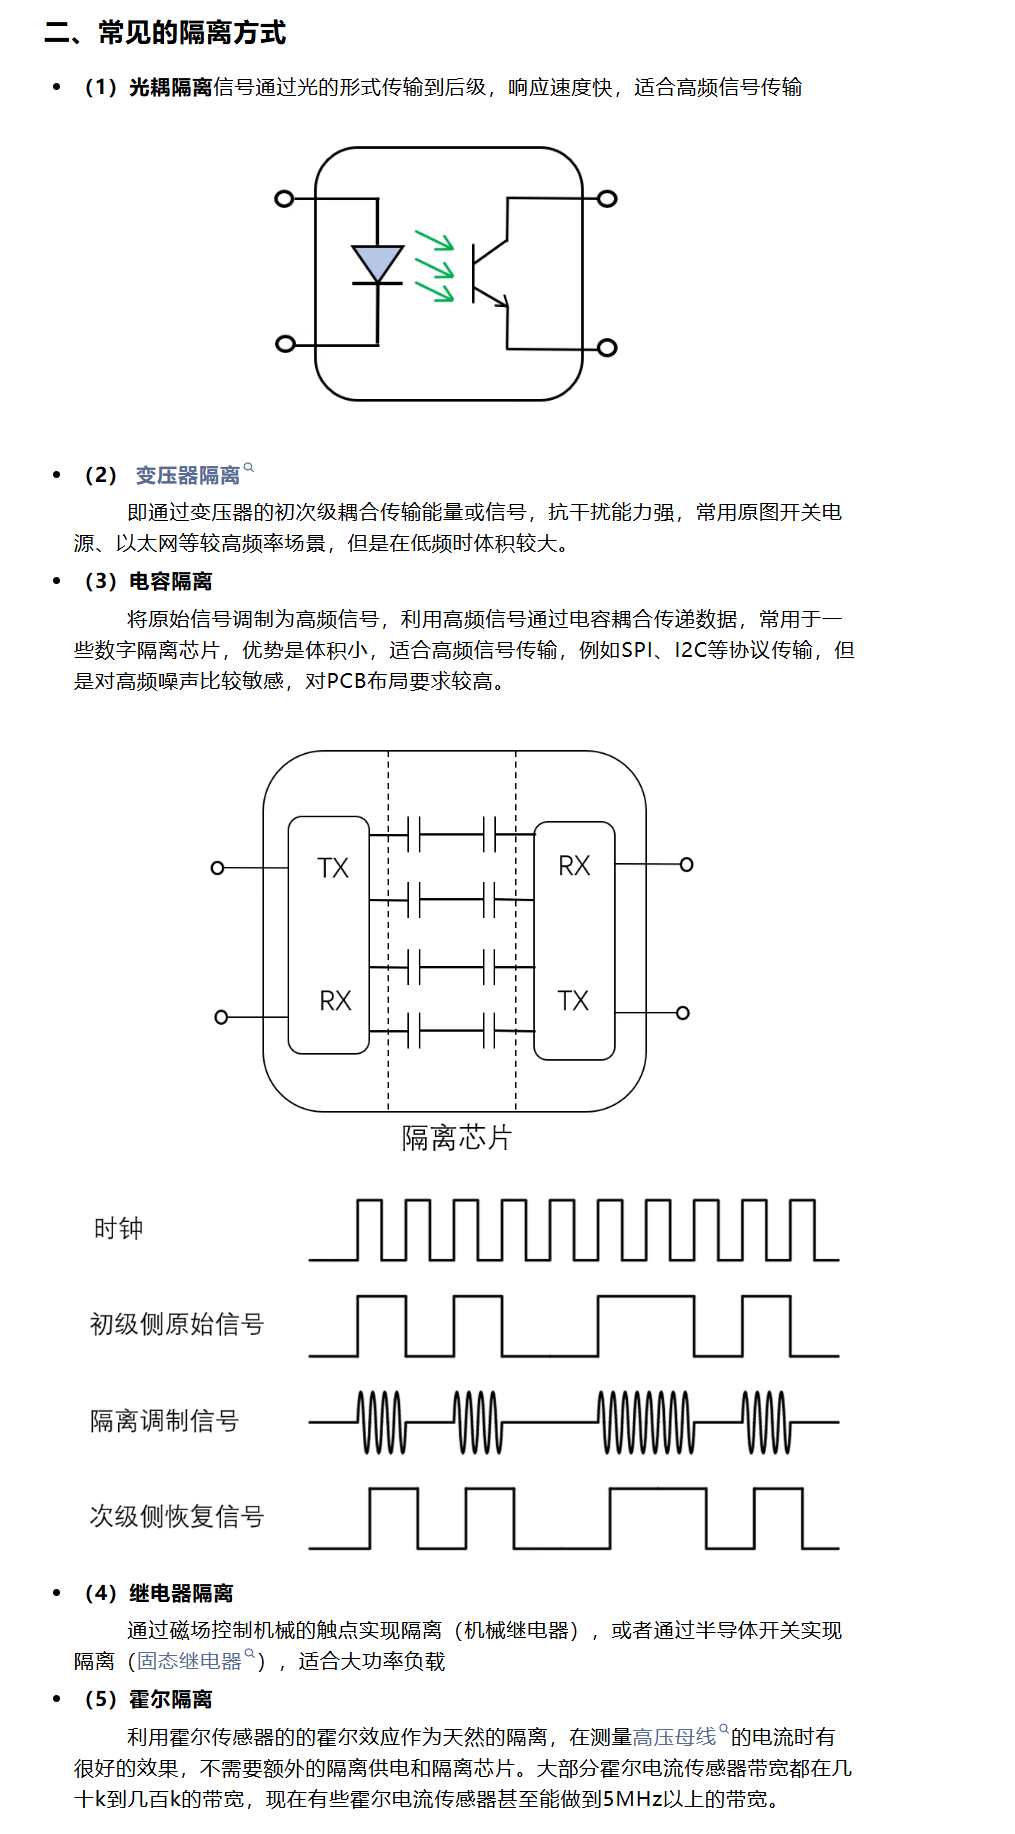 二、常见的隔离方式
（1）光耦隔离信号通过光的形式传输到后级，响应速度快，适合高频信号传输
（2） 变压器隔离
即通过变压器的初次级耦合传输能量或信号，抗干扰能力强，常用原图开关电
源、以太网等较高频率场景，但是在低频时体积较大。
（3）电容隔离
将原始信号调制为高频信号，利用高频信号通过电容耦合传递数据，常用于一
些数字隔离芯片，优势是体积小，适合高频信号传输，例如SPI、I2C等协议传输，但
是对高频噪声比较敏感，对PCB布局要求较高。
TX
RX
RX
TX
隔离芯片
时钟
初级侧原始信号
隔离调制信号
次级侧恢复信号
（4）继电器隔离
通过磁场控制机械的触点实现隔离（机械继电器），或者通过半导体开关实现
隔离（固态继电器），适合大功率负载
（5）霍尔隔离
利用霍尔传感器的的霍尔效应作为天然的隔离，在测量高压母线的电流时有
很好的效果，不需要额外的隔离供电和隔离芯片。大部分霍尔电流传感器带宽都在几
十k到几百k的带宽，现在有些霍尔电流传感器甚至能做到5MHz以上的带宽。